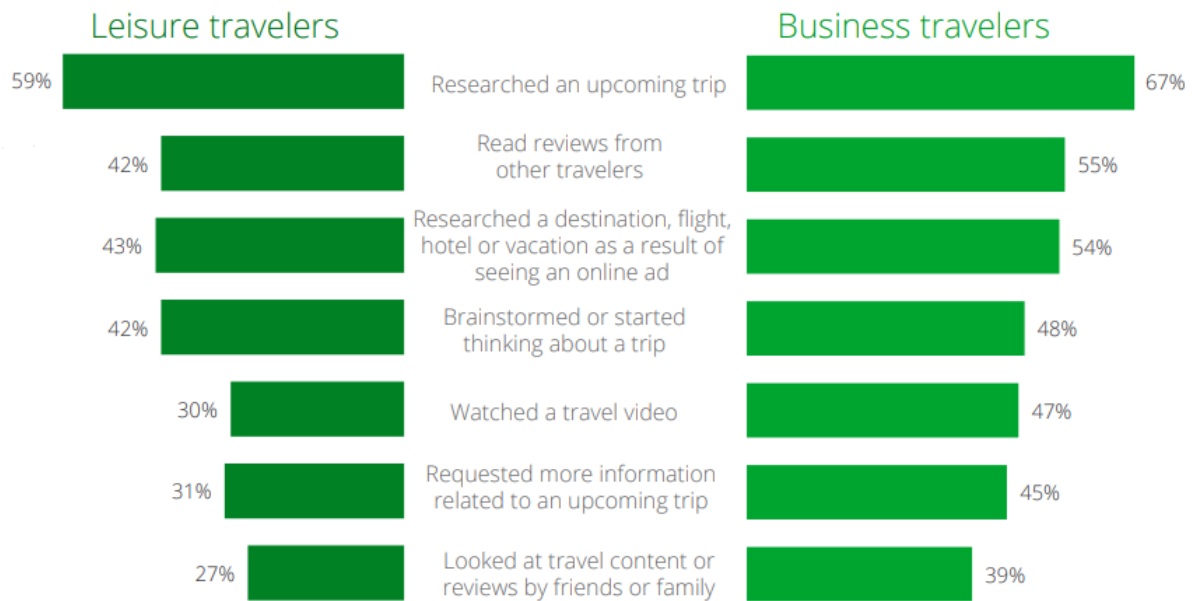 Leisure travelers
Business travelers
59%
Researched an upcoming trip
67%
42%
Read reviews from
other travelers
55%
43%
Researched a destination, flight,
hotel or vacation as a result of
seeing an online ad
54%
42%
Brainstormed or started
thinking about a trip
48%
30%
Watched a travel video
47%
31%
Requested more information
related to an upcoming trip
45%
27%
Looked at travel content or
reviews by friends or family
39%